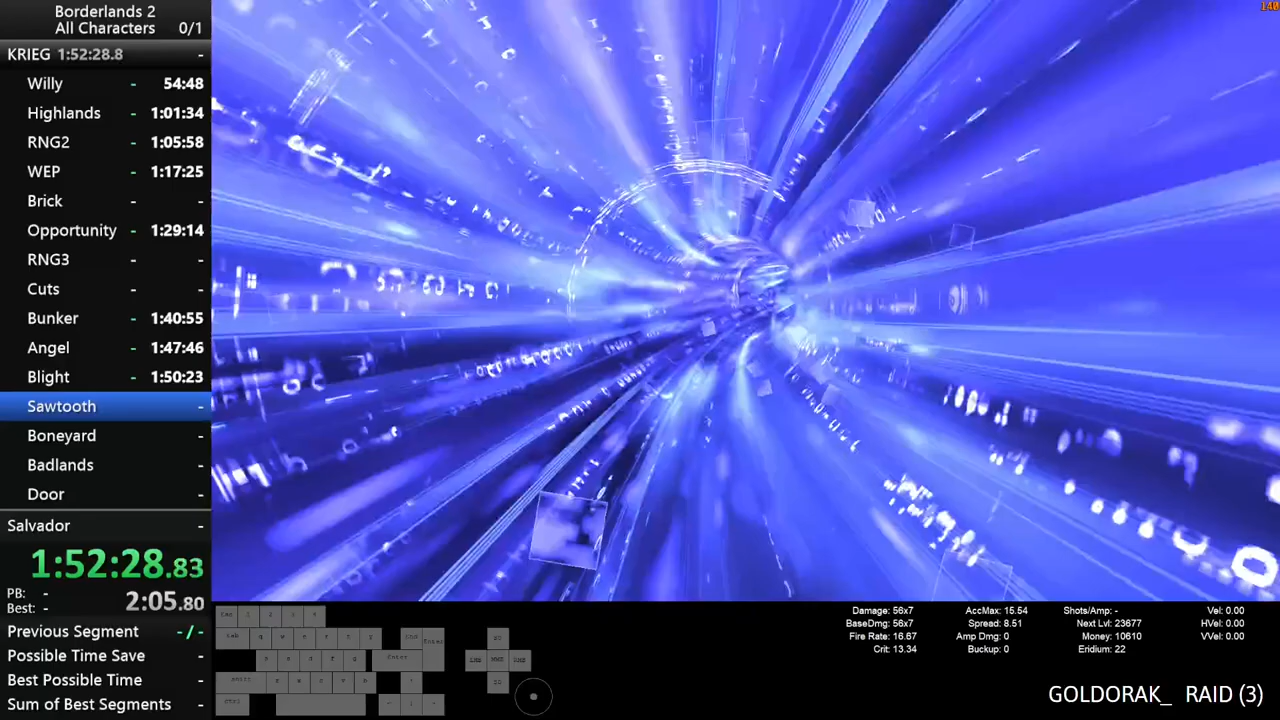 Borderlands 2
All Characters 0/1
KRIEG 1:52:28.8 -
Willy - 54:48
Highlands - 1:01:34
RNG2 - 1:05:58
WEP - 1:17:25
Brick - -
Opportunity - 1:29:14
RNG3 - -
Cuts - -
Bunker - 1:40:55
Angel - 1:47:46
Blight - 1:50:23
Sawtooth -
Boneyard -
Badlands -
Door -
Salvador -
1:52:28.83
PB: -
Best: - 2:05.80
Previous Segment - / -
Possible Time Save -
Best Possible Time -
Sum of Best Segments -
140
Damage: 56x7 AccMax: 15.54 Shots/Amp: - Vel: 0.00
BaseDmg: 56x7 Spread: 8.51 Next Lvl: 23677 HVel: 0.00
Fire Rate: 16.67 Amp Dmg: 0 Money: 10610 VVel: 0.00
Crit: 13.34 Buckup: 0 Eridium: 22
GOLDORAK_ RAID (3)